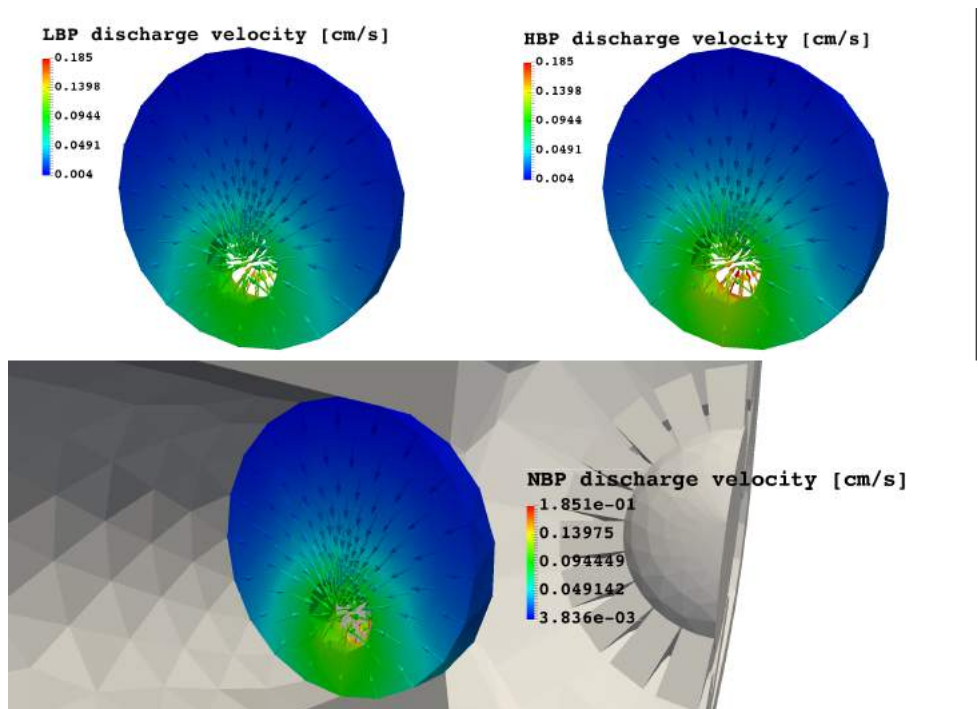 LBP discharge velocity [cm/s]
0.185
0.1398
0.0944
0.0491
0.004
HBP discharge velocity [cm/s]
0.185
0.1398
0.0944
0.0491
0.004
NBP discharge velocity [cm/s]
1.851e-01
0.13975
0.094449
0.049142
3.836e-03